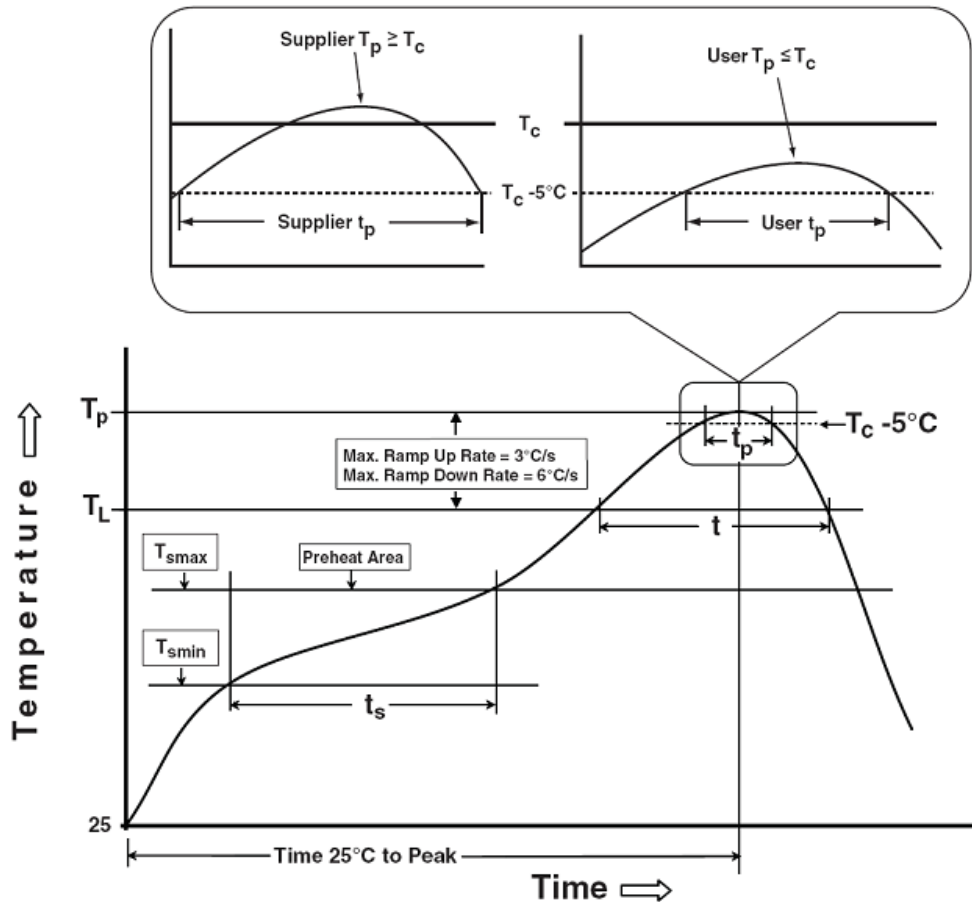 Supplier Tp ≥ Tc
User Tp ≤ Tc
Tc
Tc -5°C
Supplier tp
User tp
Tp
Tc -5°C
tp
Max. Ramp Up Rate = 3°C/s
Max. Ramp Down Rate = 6°C/s
TL
t
Tsmax
Preheat Area
Tsmin
ts
Temperature
25
Time 25°C to Peak
Time